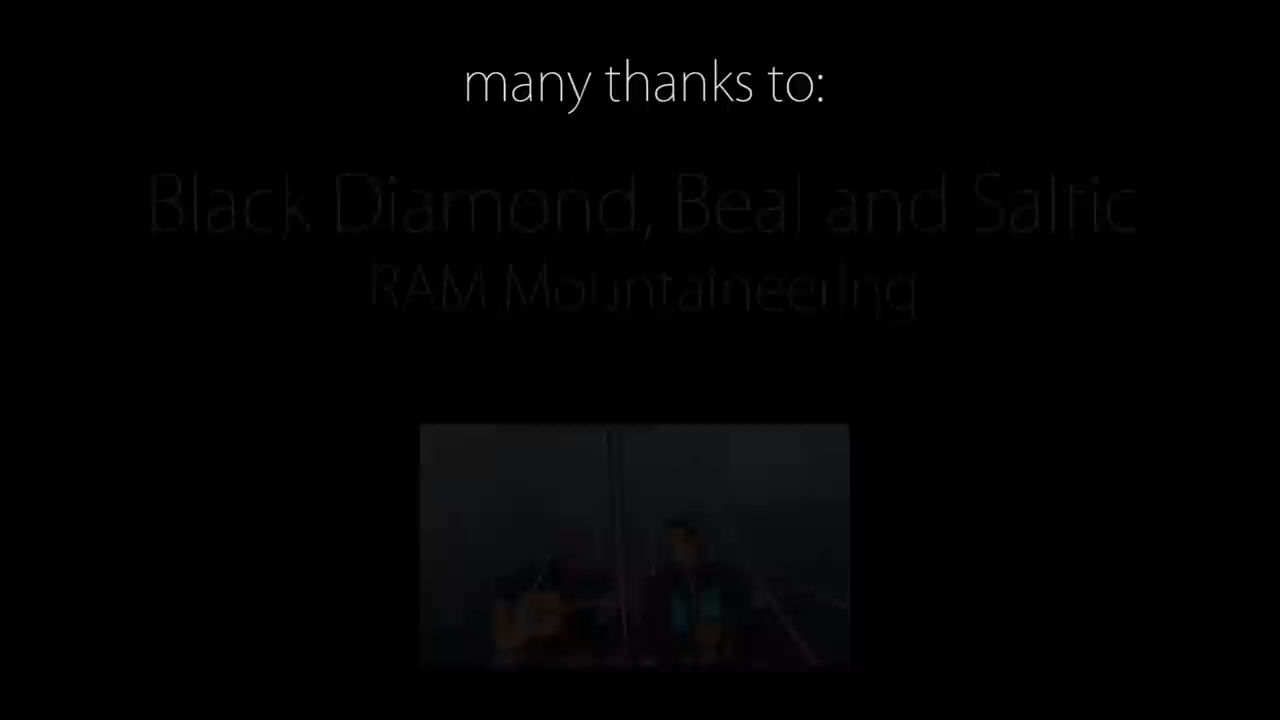 many thanks to:
Black Diamond, Beal and Saltic
RAM Mountaineering